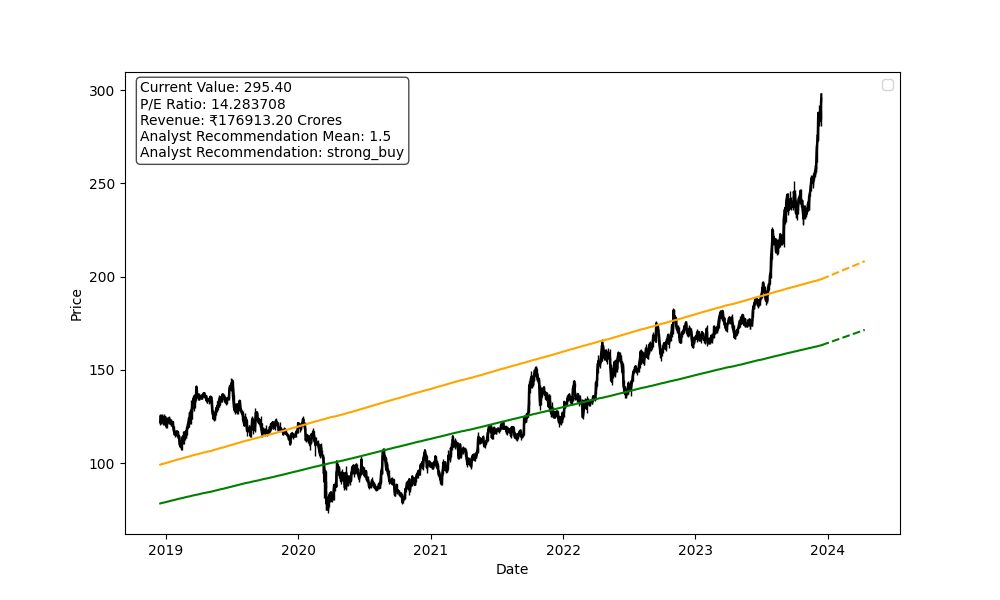 Current Value: 295.40
P/E Ratio: 14.283708
Revenue: ₹176913.20 Crores
Analyst Recommendation Mean: 1.5
Analyst Recommendation: strong_buy
300
250
200
150
100
Price
2019 2020 2021 2022 2023 2024
Date